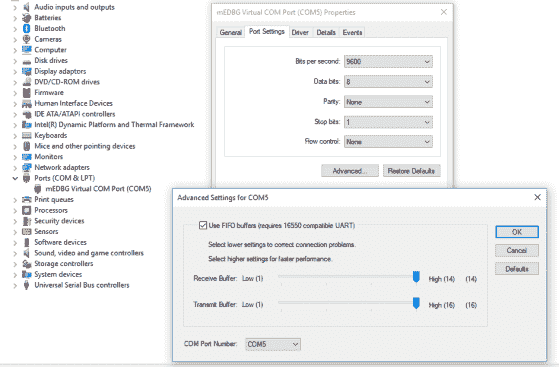 Audio inputs and outputs
Batteries
Bluetooth
Cameras
Computer
Disk drives
Display adaptors
DVD/CD-ROM drives
Firmware
Human Interface Devices
IDE ATA/ATAPI controllers
Intel(R) Dynamic Platform and Thermal Framework
Keyboards
Mice and other pointing devices
Monitors
Network adapters
Ports (COM & LPT)
mEDBG Virtual COM Port (COM5)
Print queues
Processors
Security devices
Sensors
Software devices
Sound, video and game controllers
Storage controllers
System devices
Universal Serial Bus controllers
mEDBG Virtual COM Port (COM5) Properties
General Port Settings Driver Details Events
Bits per second: 9600
Data bits: 8
Parity: None
Stop bits: 1
Flow control: None
Advanced... Restore Defaults
Advanced Settings for COM5
Use FIFO buffers (requires 16550 compatible UART)
Select lower settings to correct connection problems.
Select higher settings for faster performance.
Receive Buffer: Low (1) High (14) (14)
Transmit Buffer: Low (1) High (16) (16)
COM Port Number: COM5
OK
Cancel
Defaults